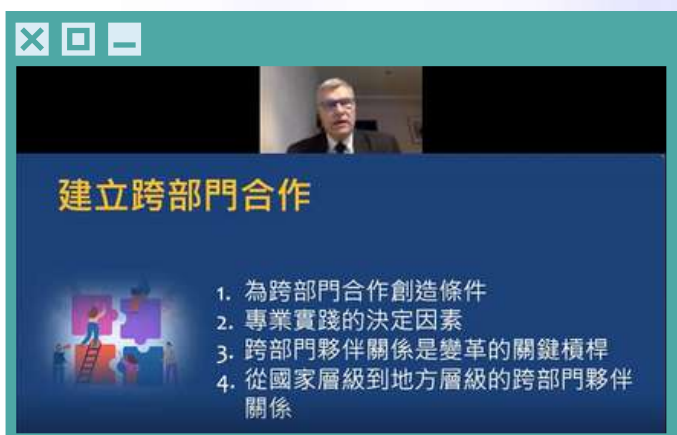 建立跨部門合作
1. 為跨部門合作創造條件
2. 專業實踐的決定因素
3. 跨部門夥伴關係是變革的關鍵槓桿
4. 從國家層級到地方層級的跨部門夥伴
關係